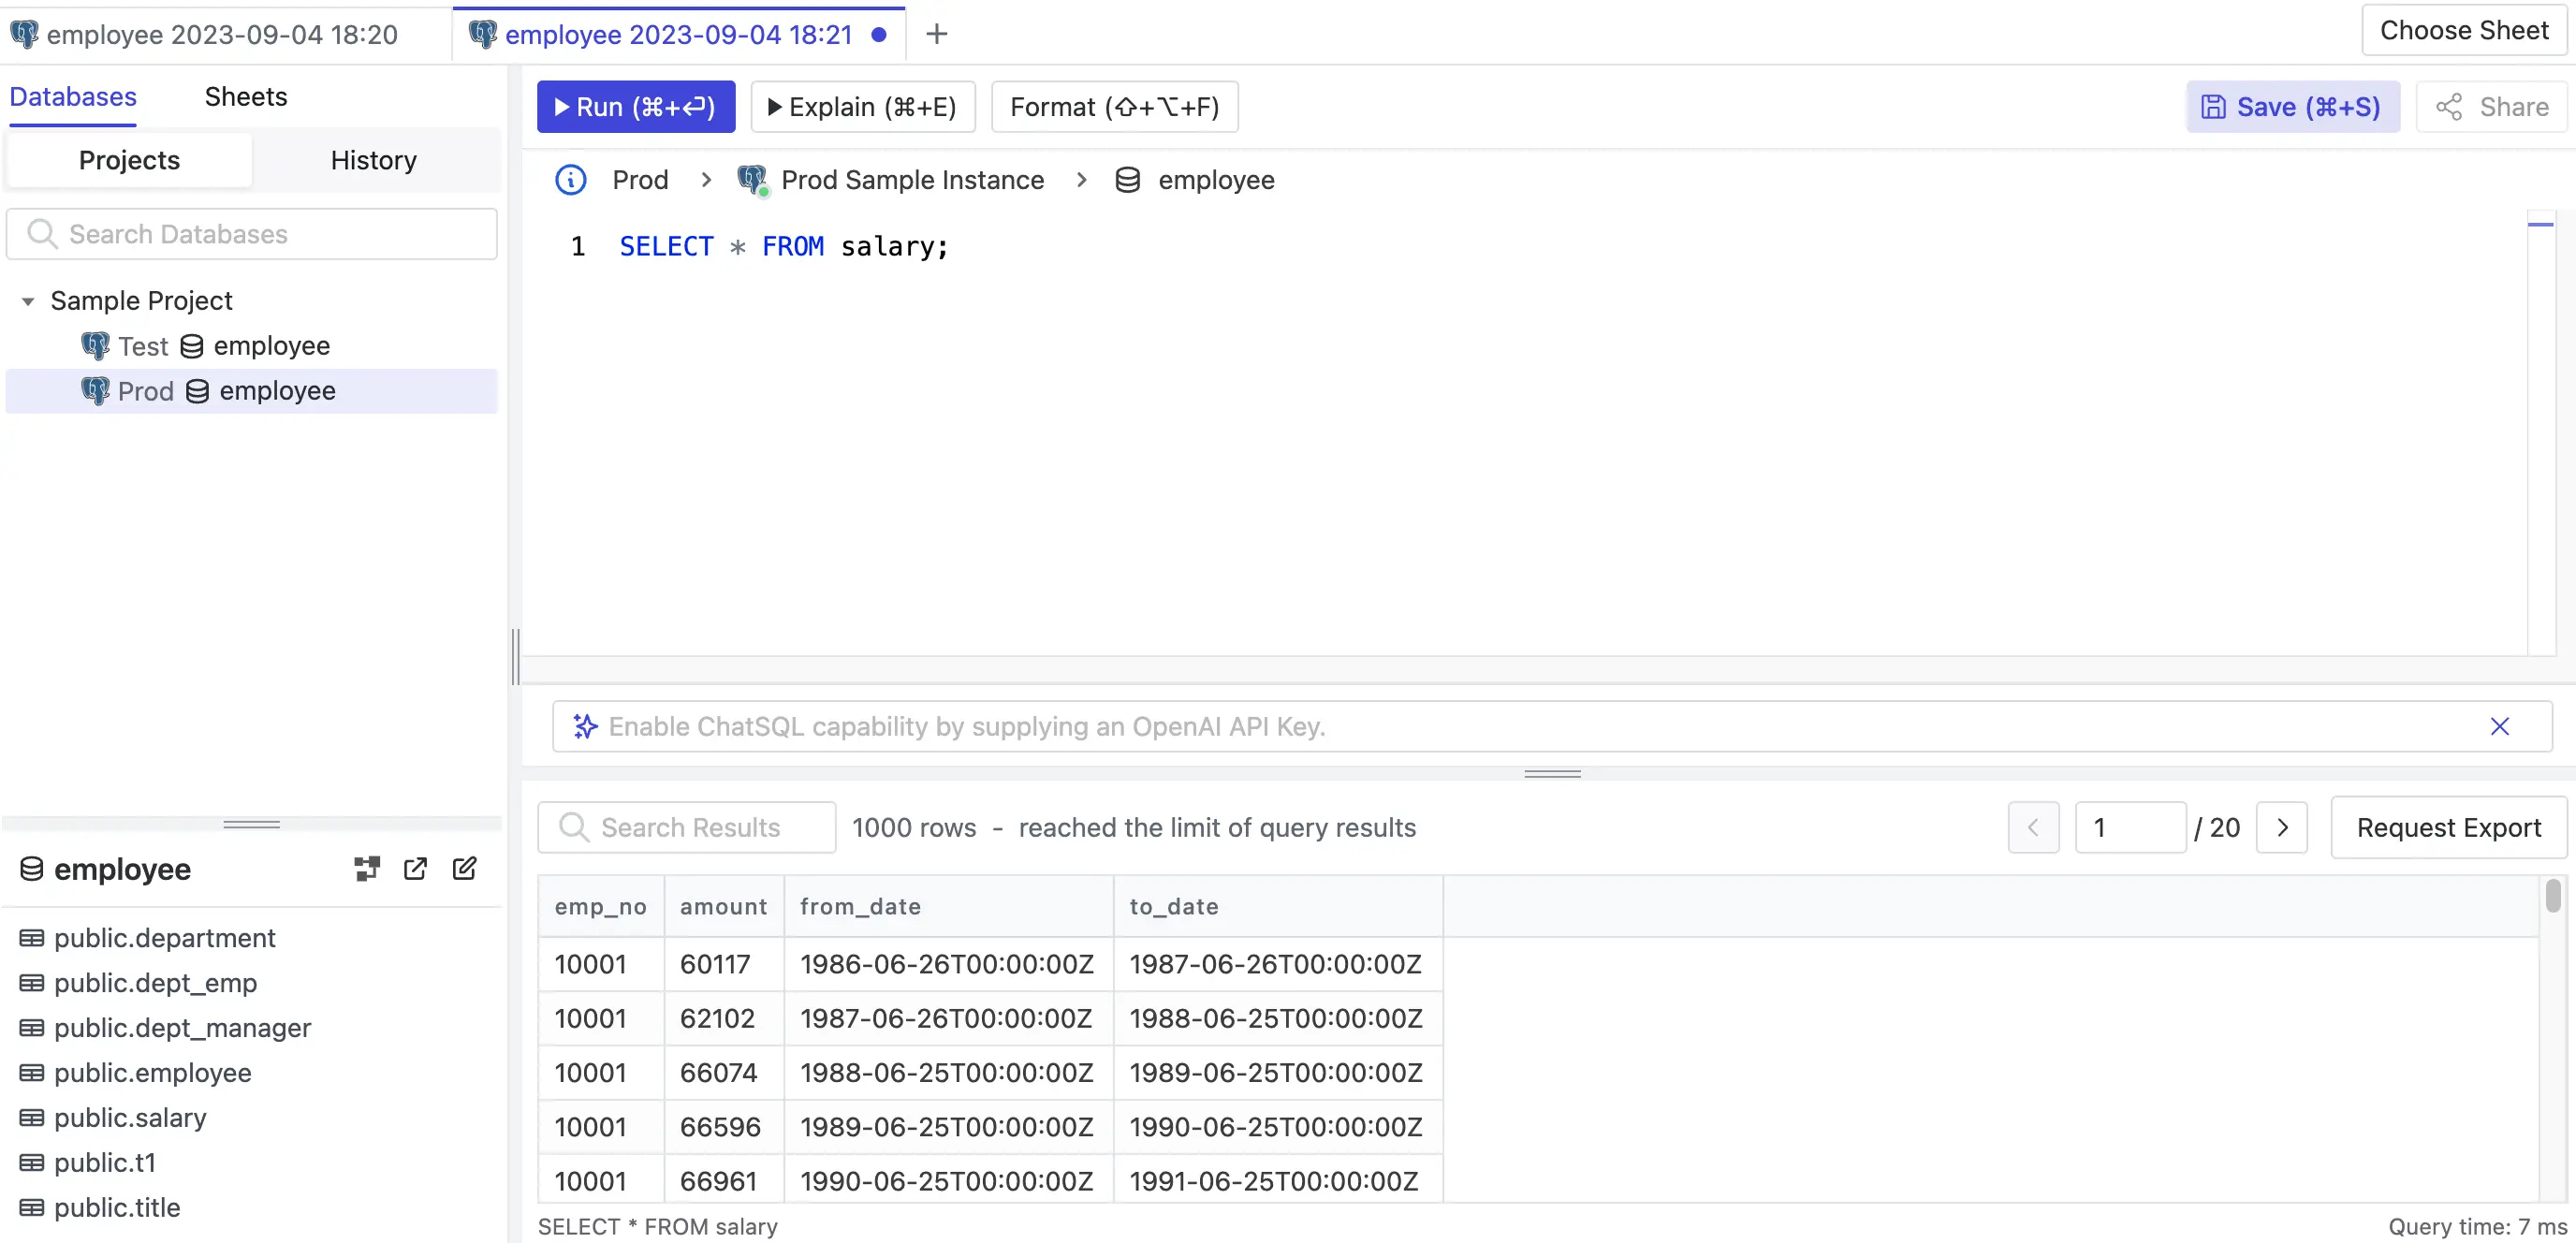 employee 2023-09-04 18:20
employee 2023-09-04 18:21
Choose Sheet
Databases Sheets
Projects History
Search Databases
Sample Project
Test employee
Prod employee
employee
public.department
public.dept_emp
public.dept_manager
public.employee
public.salary
public.t1
public.title
Run (⌘+⏎) Explain (⌘+E) Format (⇧+⌥+F) Save (⌘+S) Share
Prod > Prod Sample Instance > employee
1 SELECT * FROM salary;
Enable ChatSQL capability by supplying an OpenAI API Key.
Search Results 1000 rows - reached the limit of query results 1 / 20 Request Export
emp_no amount from_date to_date
10001 60117 1986-06-26T00:00:00Z 1987-06-26T00:00:00Z
10001 62102 1987-06-26T00:00:00Z 1988-06-25T00:00:00Z
10001 66074 1988-06-25T00:00:00Z 1989-06-25T00:00:00Z
10001 66596 1989-06-25T00:00:00Z 1990-06-25T00:00:00Z
10001 66961 1990-06-25T00:00:00Z 1991-06-25T00:00:00Z
SELECT * FROM salary Query time: 7 ms